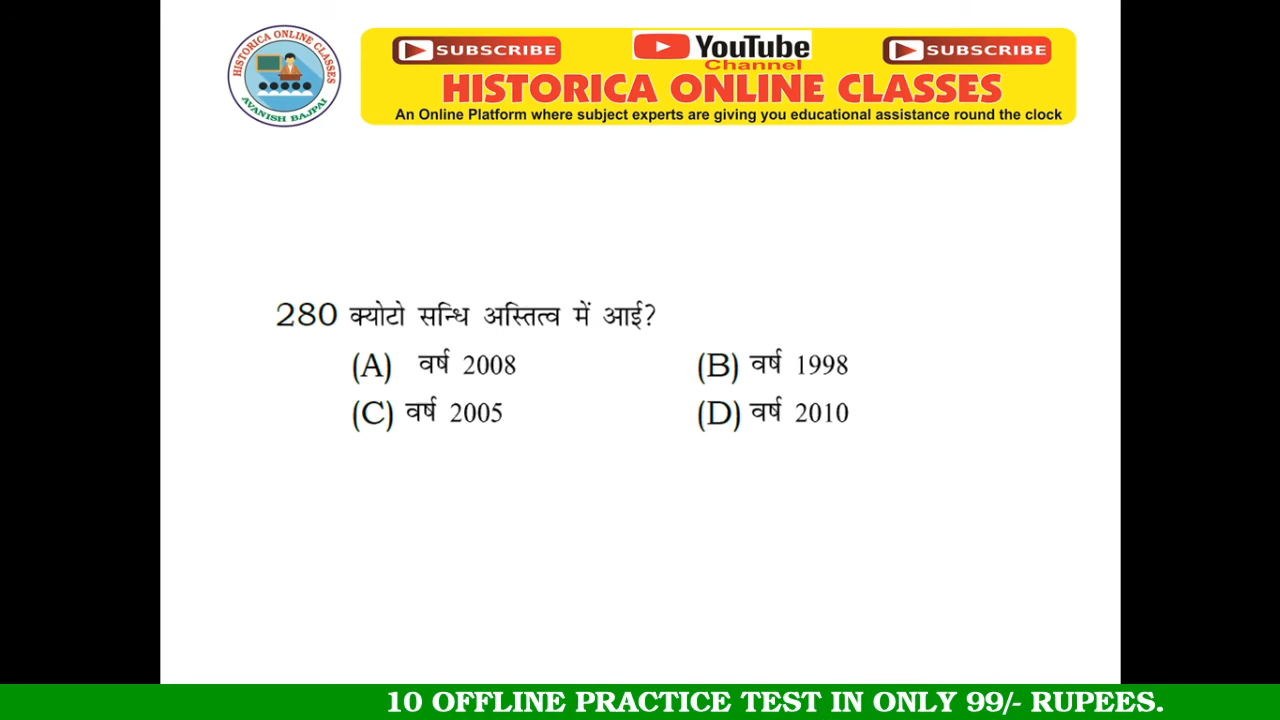 HISTORICA ONLINE CLASSES
AVANISH BAJPAI
SUBSCRIBE YouTube SUBSCRIBE
Channel
HISTORICA ONLINE CLASSES
An Online Platform where subject experts are giving you educational assistance round the clock
280 क्योटो सन्धि अस्तित्व में आई?
(A) वर्ष 2008 (B) वर्ष 1998
(C) वर्ष 2005 (D) वर्ष 2010
10 OFFLINE PRACTICE TEST IN ONLY 99/- RUPEES.